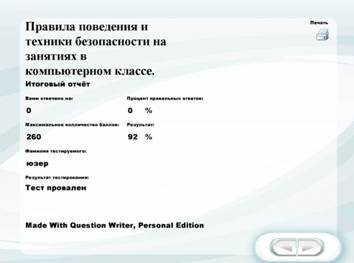 Правила поведения и
техники безопасности на
занятиях в
компьютерном классе.
Печать
Итоговый отчёт
Вами отвечено на: Процент правильных ответов:
0 0 %
Максимальное колличество баллов: Результат:
260 92 %
Фамилия тестируемого:
юзер
Результат тестирования:
Тест провален
Made With Question Writer, Personal Edition